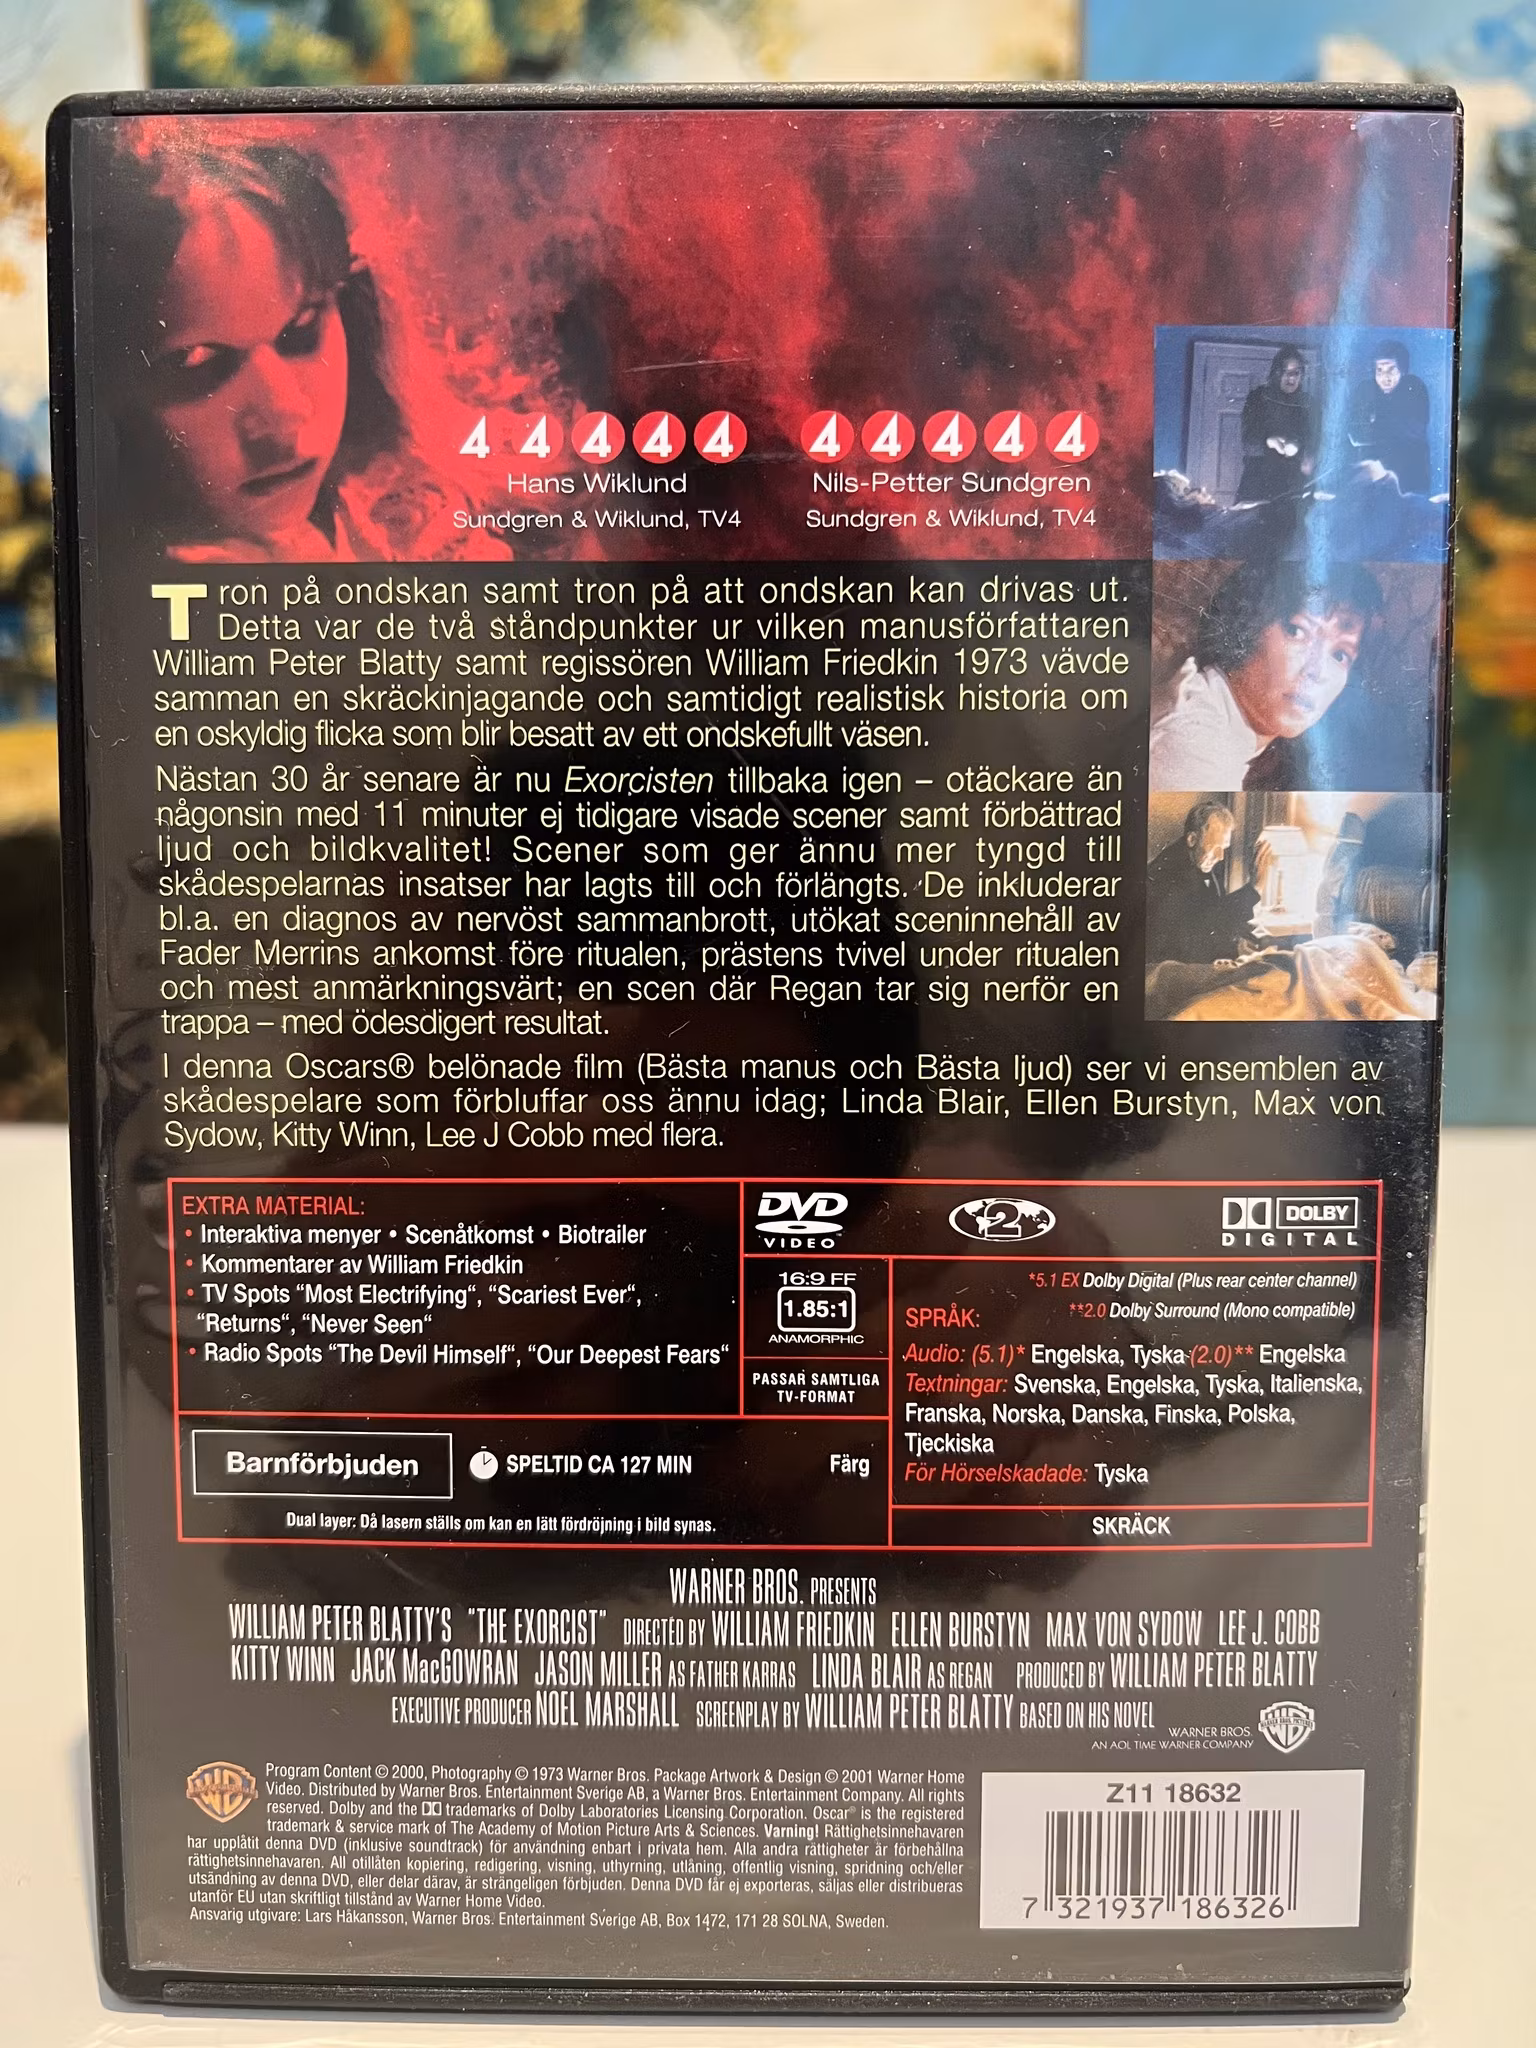 4 4 4 4 4
Hans Wiklund
Sundgren & Wiklund, TV4
4 4 4 4 4
Nils-Petter Sundgren
Sundgren & Wiklund, TV4
Tron på ondskan samt tron på att ondskan kan drivas ut.
Detta var de två ståndpunkter ur vilken manusförfattaren
William Peter Blatty samt regissören William Friedkin 1973 vävde
samman en skräckinjagande och samtidigt realistisk historia om
en oskyldig flicka som blir besatt av ett ondskefullt väsen.
Nästan 30 år senare är nu Exorcisten tillbaka igen – otäckare än
någonsin med 11 minuter ej tidigare visade scener samt förbättrad
ljud och bildkvalitet! Scener som ger ännu mer tyngd till
skådespelarnas insatser har lagts till och förlängts. De inkluderar
bl.a. en diagnos av nervöst sammanbrott, utökat sceninnehåll av
Fader Merrins ankomst före ritualen, prästens tvivel under ritualen
och mest anmärkningsvärt; en scen där Regan tar sig nerför en
trappa – med ödesdigert resultat.
I denna Oscars® belönade film (Bästa manus och Bästa ljud) ser vi ensemblen av
skådespelare som förbluffar oss ännu idag; Linda Blair, Ellen Burstyn, Max von
Sydow, Kitty Winn, Lee J Cobb med flera.
EXTRA MATERIAL:
• Interaktiva menyer • Scenåtkomst • Biotrailer
• Kommentarer av William Friedkin
• TV Spots “Most Electrifying“, “Scariest Ever“,
“Returns“, “Never Seen“
• Radio Spots “The Devil Himself“, “Our Deepest Fears“
DVD
VIDEO
2
DOLBY
DIGITAL
16:9 FF
1.85:1
ANAMORPHIC
PASSAR SAMTLIGA
TV-FORMAT
*5.1 EX Dolby Digital (Plus rear center channel)
**2.0 Dolby Surround (Mono compatible)
SPRÅK:
Audio: (5.1)* Engelska, Tyska (2.0)** Engelska
Textningar: Svenska, Engelska, Tyska, Italienska,
Franska, Norska, Danska, Finska, Polska,
Tjeckiska
För Hörselskadade: Tyska
SKRÄCK
Barnförbjuden
SPELTID CA 127 MIN
Färg
Dual layer: Då lasern ställs om kan en lätt fördröjning i bild synas.
WARNER BROS. PRESENTS
WILLIAM PETER BLATTY'S "THE EXORCIST" DIRECTED BY WILLIAM FRIEDKIN ELLEN BURSTYN MAX VON SYDOW LEE J. COBB
KITTY WINN JACK MacGOWRAN JASON MILLER AS FATHER KARRAS LINDA BLAIR AS REGAN PRODUCED BY WILLIAM PETER BLATTY
EXECUTIVE PRODUCER NOEL MARSHALL SCREENPLAY BY WILLIAM PETER BLATTY BASED ON HIS NOVEL
WARNER BROS.
AN AOL TIME WARNER COMPANY
Program Content © 2000, Photography © 1973 Warner Bros. Package Artwork & Design © 2001 Warner Home
Video. Distributed by Warner Bros. Entertainment Sverige AB, a Warner Bros. Entertainment Company. All rights
reserved. Dolby and the DD trademarks of Dolby Laboratories Licensing Corporation. Oscar® is the registered
trademark & service mark of The Academy of Motion Picture Arts & Sciences. Varning! Rättighetsinnehavaren
har upplåtit denna DVD (inklusive soundtrack) för användning enbart i privata hem. Alla andra rättigheter är förbehållna
rättighetsinnehavaren. All otillåten kopiering, redigering, visning, uthyrning, utlåning, offentlig visning, spridning och/eller
utsändning av denna DVD, eller delar därav, är strängeligen förbjuden. Denna DVD får ej exporteras, säljas eller distribueras
utanför EU utan skriftligt tillstånd av Warner Home Video.
Ansvarig utgivare: Lars Håkansson, Warner Bros. Entertainment Sverige AB, Box 1472, 171 28 SOLNA, Sweden.
Z11 18632
7 321937 186326